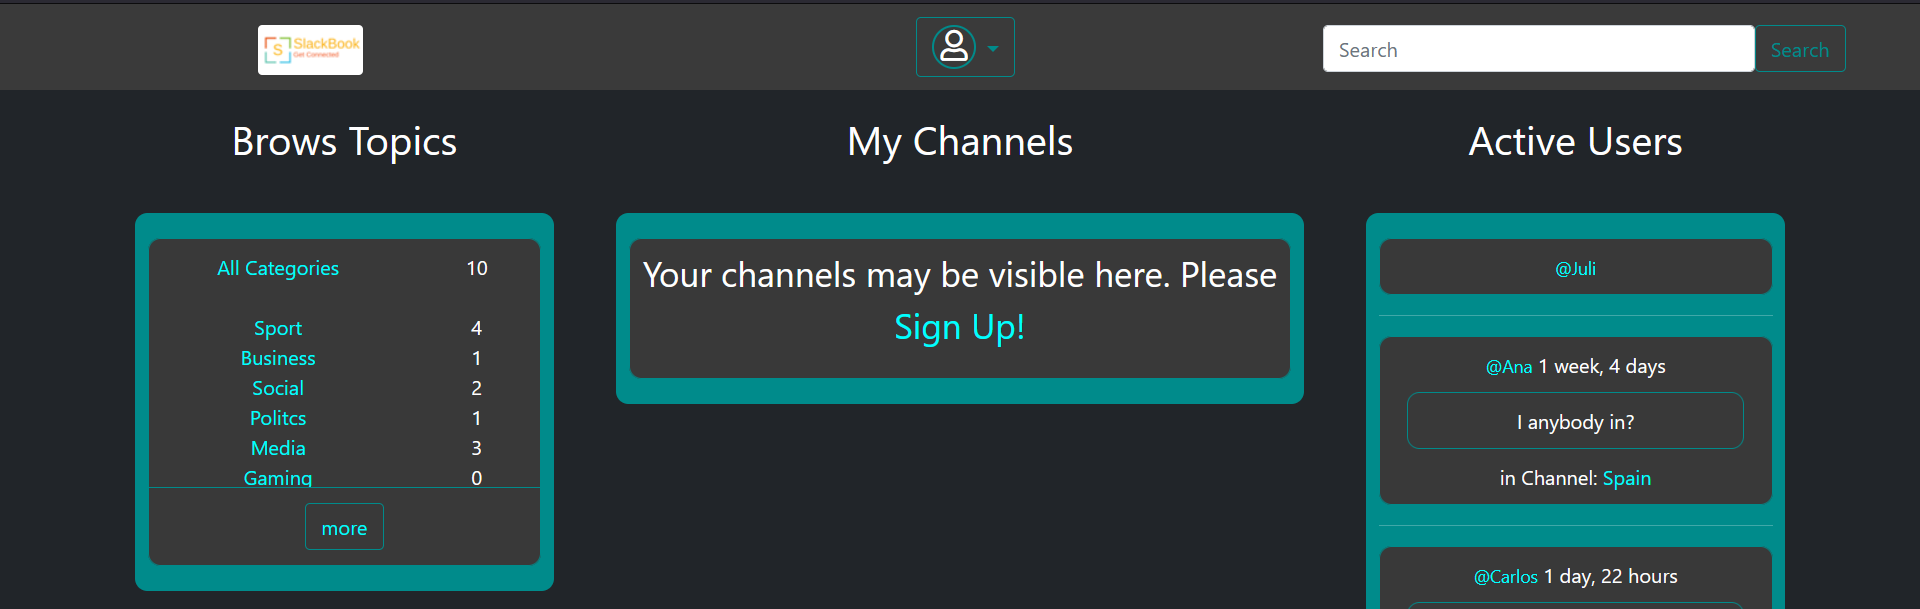 S SlackBook
Get Connected
Search
Search
Brows Topics
All Categories 10
Sport 4
Business 1
Social 2
Politcs 1
Media 3
Gaming 0
more
My Channels
Your channels may be visible here. Please
Sign Up!
Active Users
@Juli
@Ana 1 week, 4 days
I anybody in?
in Channel: Spain
@Carlos 1 day, 22 hours